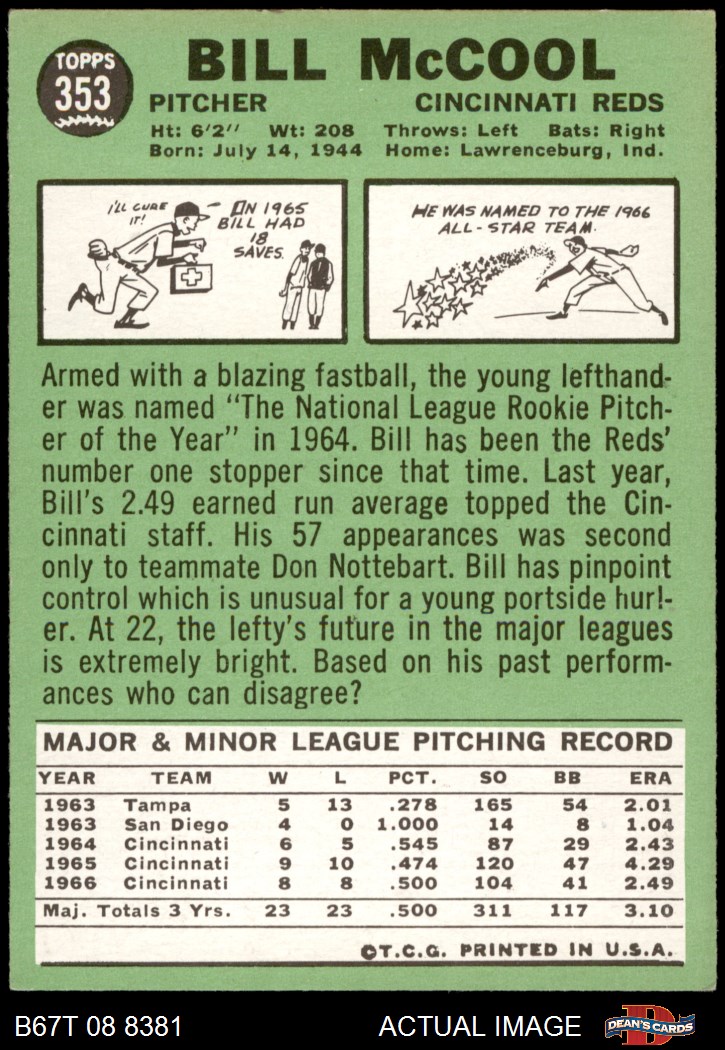 TOPPS
353
BILL McCOOL
PITCHER CINCINNATI REDS
Ht: 6'2" Wt: 208 Throws: Left Bats: Right
Born: July 14, 1944 Home: Lawrenceburg, Ind.
I'LL CURE
IT!
IN 1965
BILL HAD
18
SAVES.
HE WAS NAMED TO THE 1966
ALL-STAR TEAM.
Armed with a blazing fastball, the young lefthand-
er was named "The National League Rookie Pitch-
er of the Year" in 1964. Bill has been the Reds'
number one stopper since that time. Last year,
Bill's 2.49 earned run average topped the Cin-
cinnati staff. His 57 appearances was second
only to teammate Don Nottebart. Bill has pinpoint
control which is unusual for a young portside hurl-
er. At 22, the lefty's future in the major leagues
is extremely bright. Based on his past perform-
ances who can disagree?
MAJOR & MINOR LEAGUE PITCHING RECORD
YEAR TEAM W L PCT. SO BB ERA
1963 Tampa 5 13 .278 165 54 2.01
1963 San Diego 4 0 1.000 14 8 1.04
1964 Cincinnati 6 5 .545 87 29 2.43
1965 Cincinnati 9 10 .474 120 47 4.29
1966 Cincinnati 8 8 .500 104 41 2.49
Maj. Totals 3 Yrs. 23 23 .500 311 117 3.10
©T.C.G. PRINTED IN U.S.A.
B67T 08 8381 ACTUAL IMAGE
D
DEAN'S CARDS